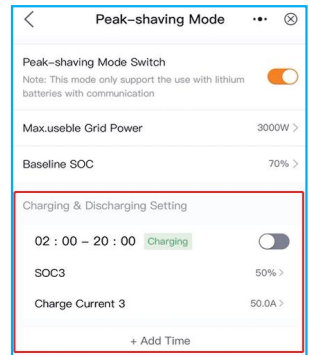 Peak-shaving Mode
Peak-shaving Mode Switch
Note: This mode only support the use with lithium
batteries with communication
Max.useble Grid Power 3000W >
Baseline SOC 70% >
Charging & Discharging Setting
02 : 00 - 20 : 00 Charging
SOC3 50% >
Charge Current 3 50.0A >
+ Add Time